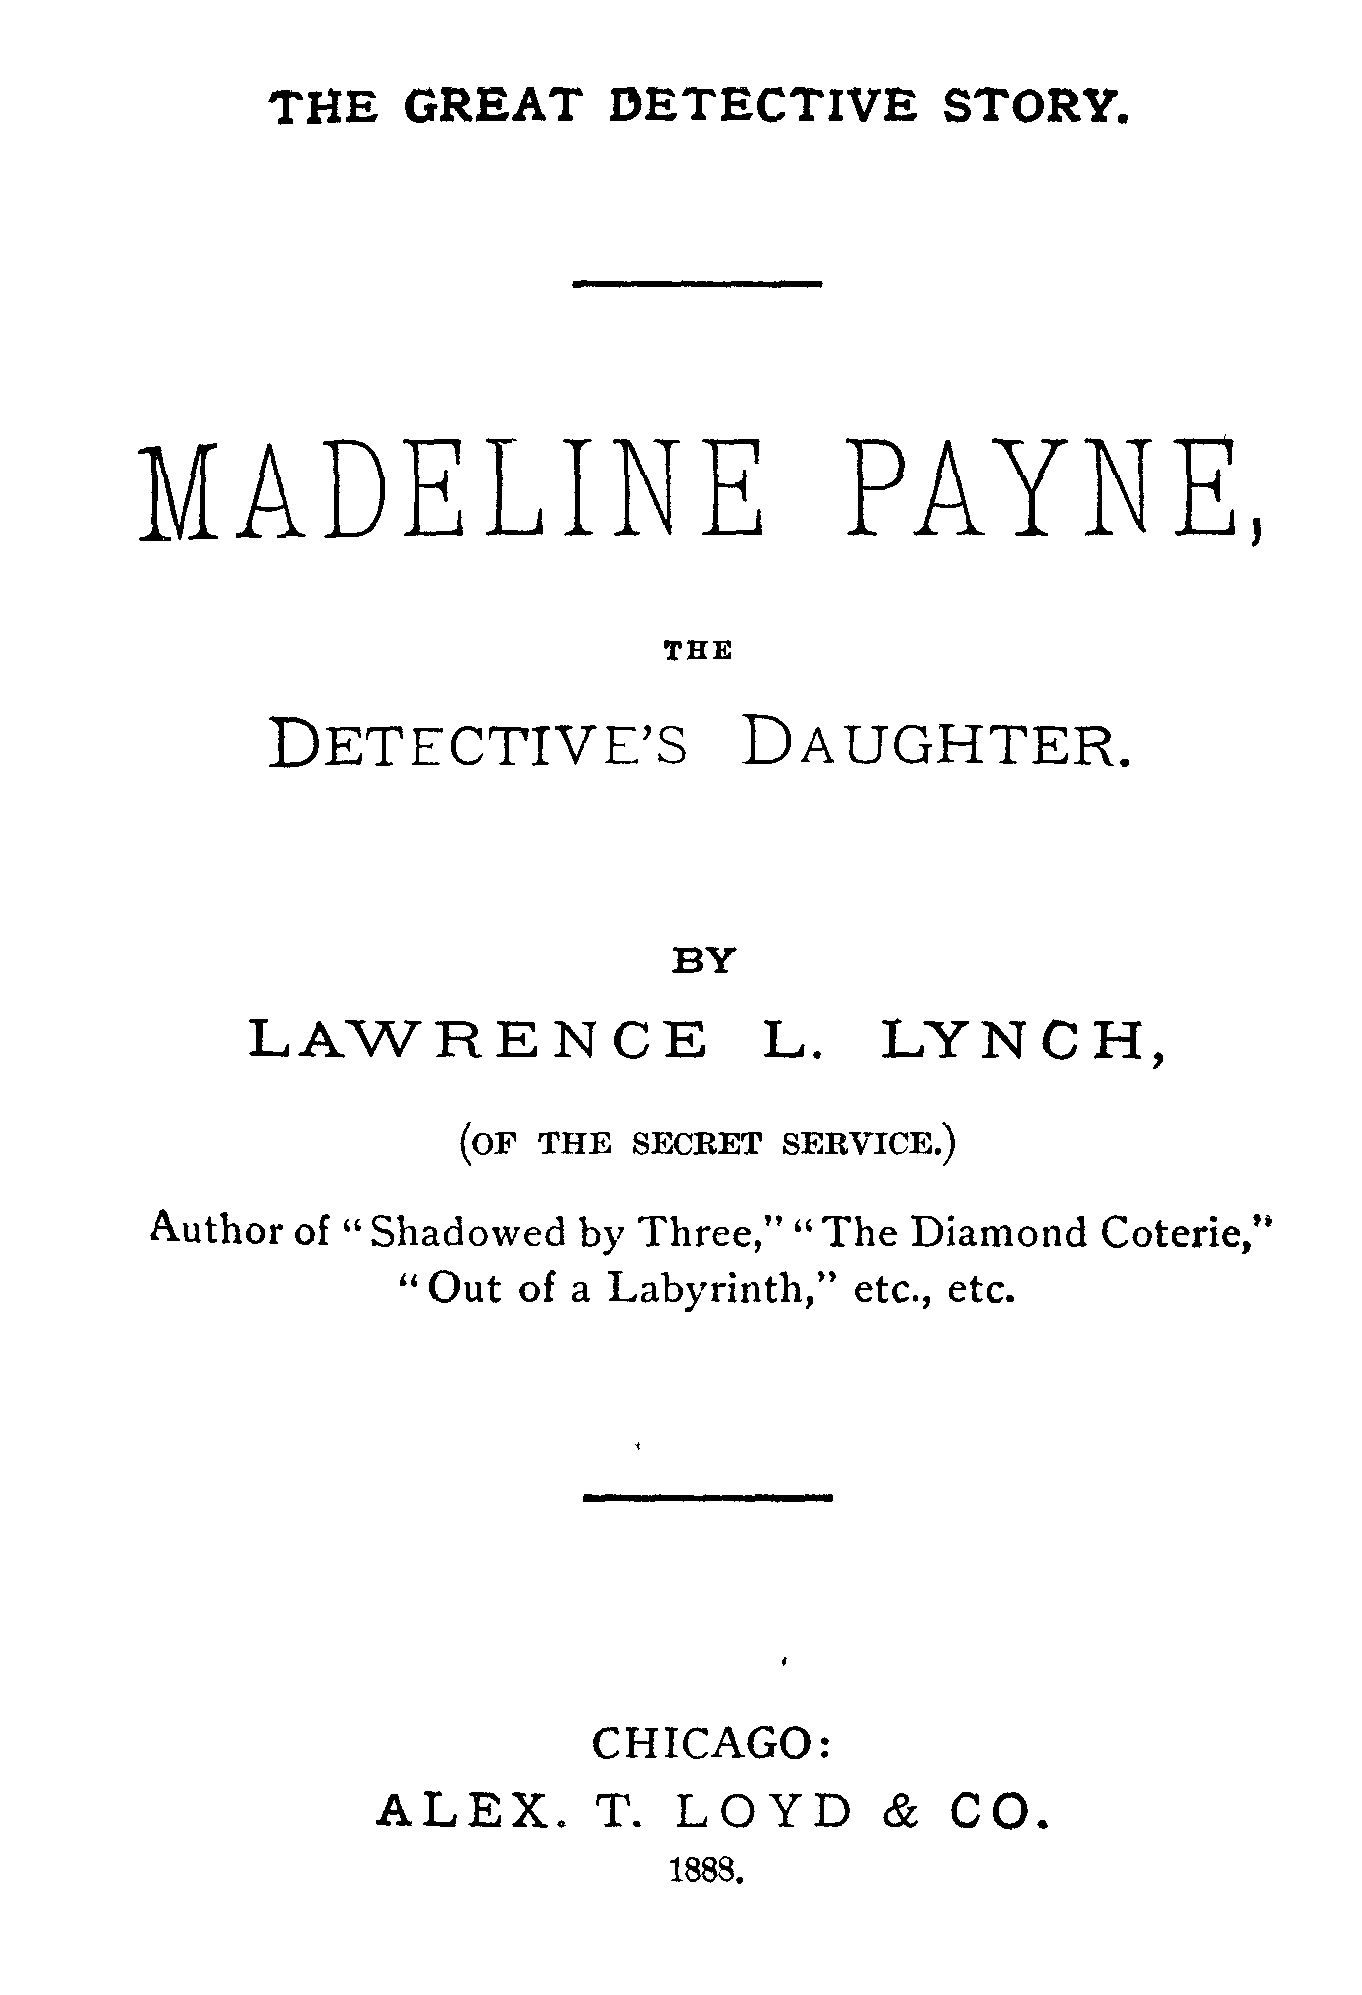 THE GREAT DETECTIVE STORY.
MADELINE PAYNE,
THE
DETECTIVE'S DAUGHTER.
BY
LAWRENCE L. LYNCH,
(OF THE SECRET SERVICE.)
Author of "Shadowed by Three," "The Diamond Coterie,"
"Out of a Labyrinth," etc., etc.
CHICAGO:
ALEX. T. LOYD & CO.
1888.